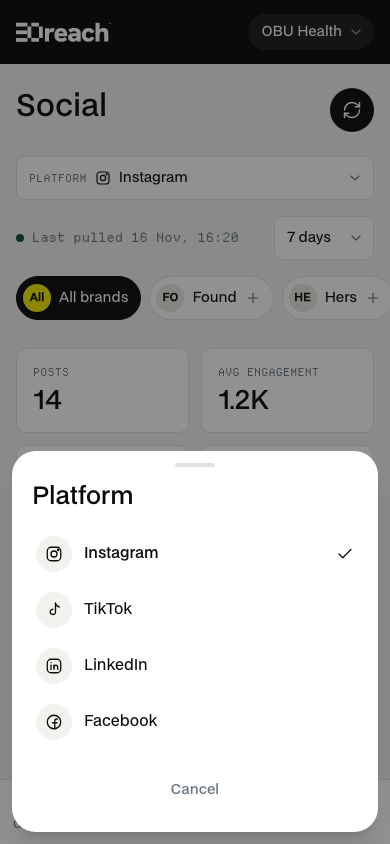 reach
OBU Health
Social
PLATFORM Instagram
Last pulled 16 Nov, 16:20
7 days
All All brands FO Found + HE Hers +
POSTS AVG ENGAGEMENT
14 1.2K
Platform
Instagram
TikTok
LinkedIn
Facebook
Cancel